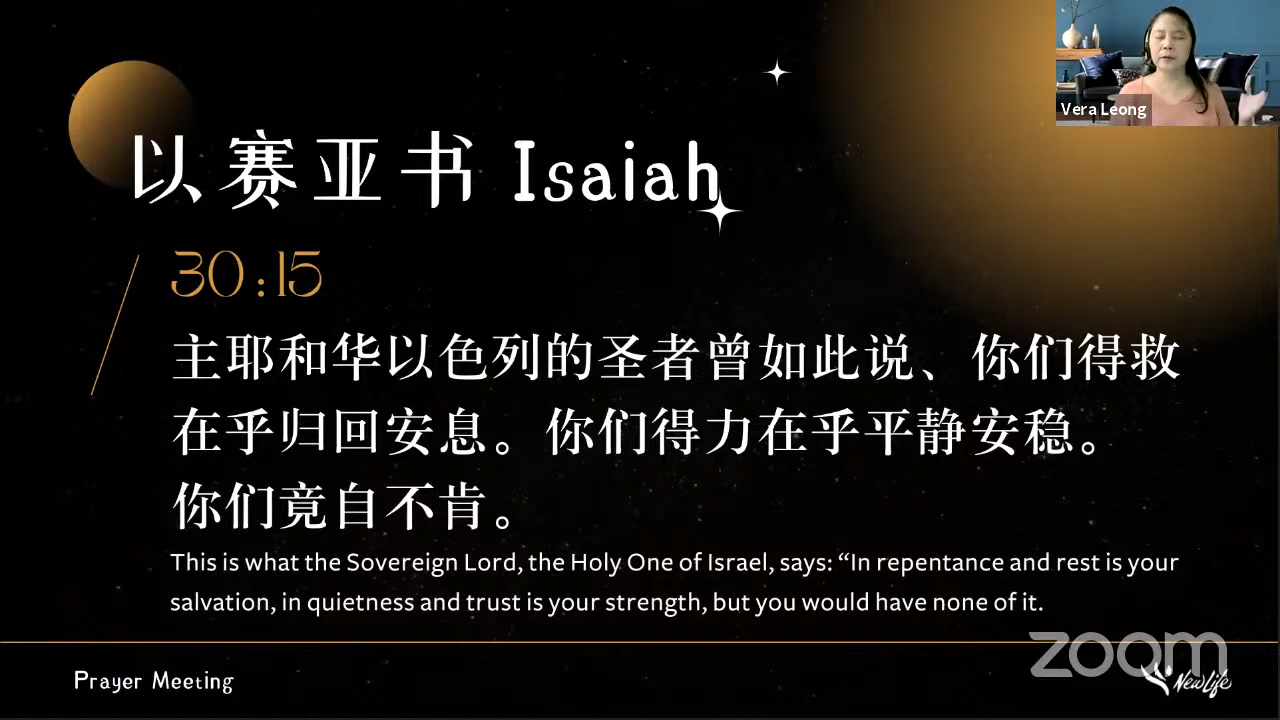 Vera Leong
以赛亚书 Isaiah
30:15
主耶和华以色列的圣者曾如此说、你们得救
在乎归回安息。你们得力在乎平静安稳。
你们竟自不肯。
This is what the Sovereign Lord, the Holy One of Israel, says: “In repentance and rest is your
salvation, in quietness and trust is your strength, but you would have none of it.
zoom
Prayer Meeting
NewLife